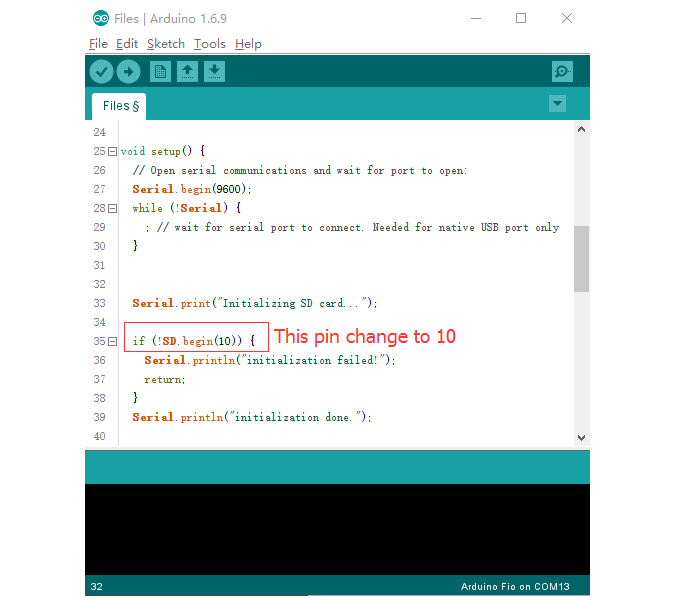 Files | Arduino 1.6.9
File Edit Sketch Tools Help
Files §
24
25 void setup() {
26 // Open serial communications and wait for port to open:
27 Serial.begin(9600);
28 while (!Serial) {
29 ; // wait for serial port to connect. Needed for native USB port only
30 }
31
32
33 Serial.print("Initializing SD card...");
34
35 if (!SD.begin(10)) { This pin change to 10
36 Serial.println("initialization failed!");
37 return;
38 }
39 Serial.println("initialization done.");
40
32 Arduino Fio on COM13